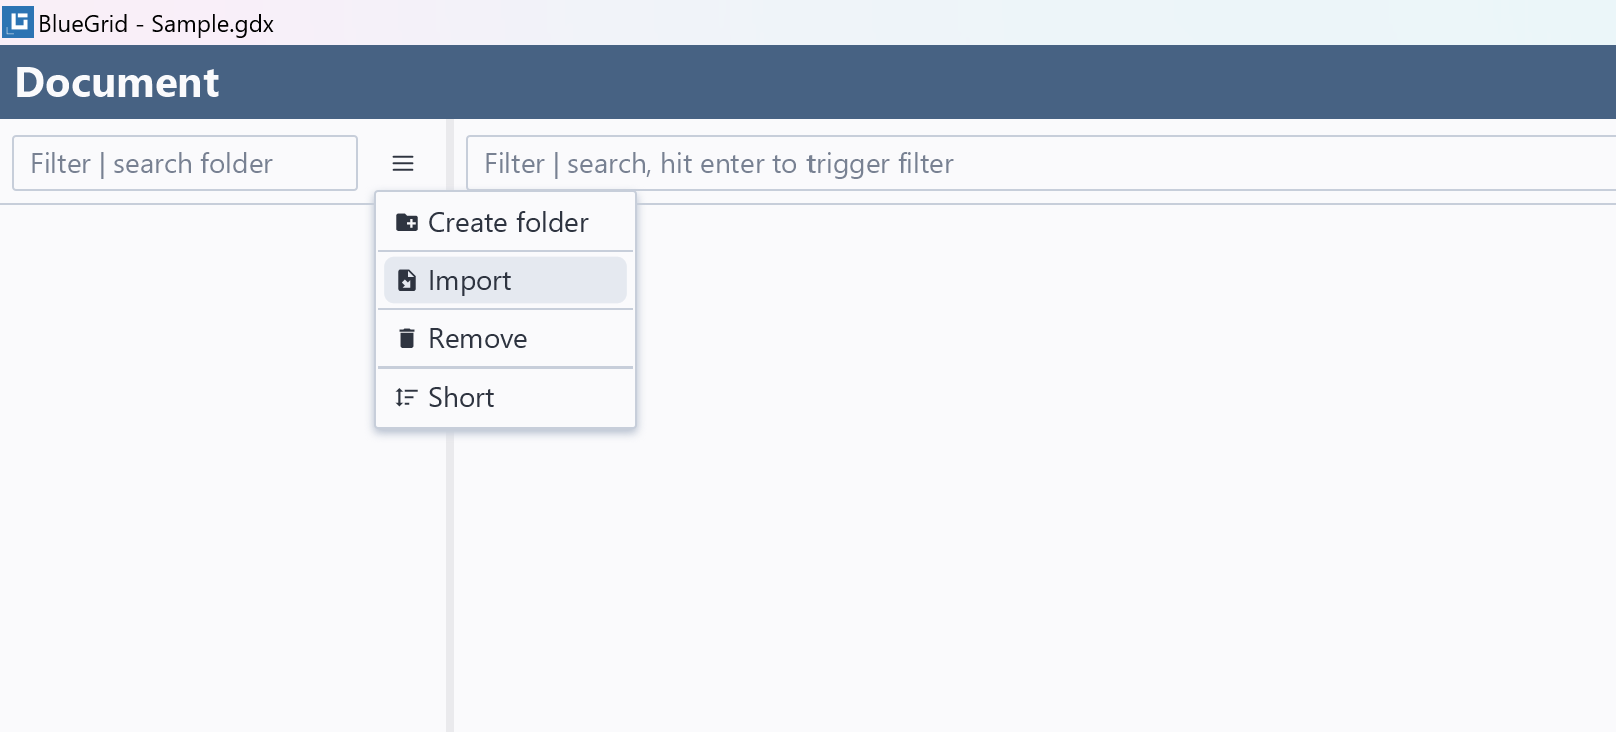 BlueGrid - Sample.gdx
Document
Filter | search folder
Filter | search, hit enter to trigger filter
Create folder
Import
Remove
Short